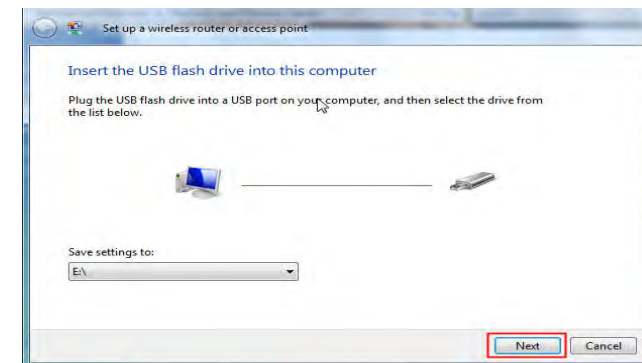 Set up a wireless router or access point
Insert the USB flash drive into this computer
Plug the USB flash drive into a USB port on your computer, and then select the drive from
the list below.
Save settings to:
E:\
Next
Cancel